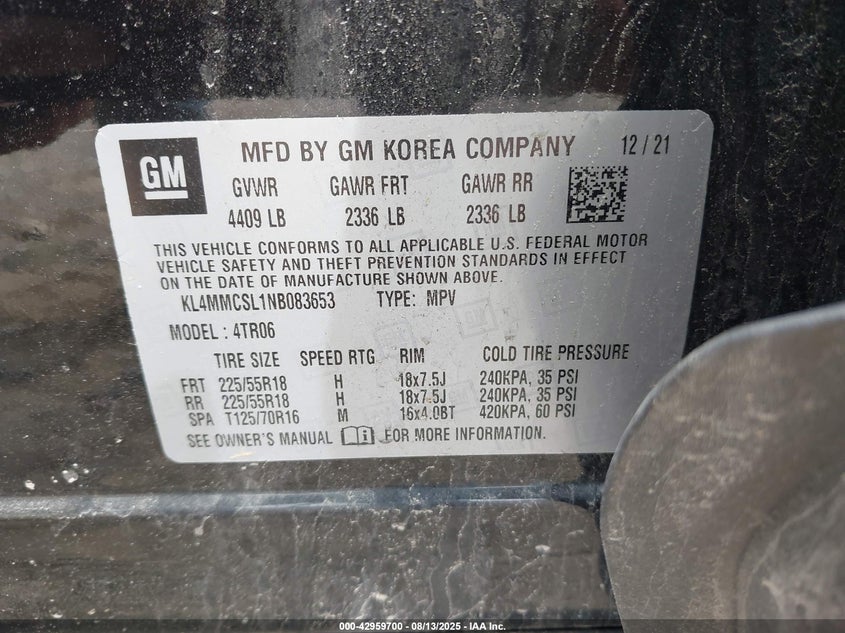 GM
MFD BY GM KOREA COMPANY 12 / 21
GVWR GAWR FRT GAWR RR
4409 LB 2336 LB 2336 LB
THIS VEHICLE CONFORMS TO ALL APPLICABLE U.S. FEDERAL MOTOR
VEHICLE SAFETY AND THEFT PREVENTION STANDARDS IN EFFECT
ON THE DATE OF MANUFACTURE SHOWN ABOVE.
KL4MMCSL1NB083653 TYPE: MPV
MODEL : 4TR06
TIRE SIZE SPEED RTG RIM COLD TIRE PRESSURE
FRT 225/55R18 H 18x7.5J 240KPA, 35 PSI
RR 225/55R18 H 18x7.5J 240KPA, 35 PSI
SPA T125/70R16 M 16x4.0BT 420KPA, 60 PSI
SEE OWNER'S MANUAL FOR MORE INFORMATION.
000-42959700 - 08/13/2025 - IAA Inc.